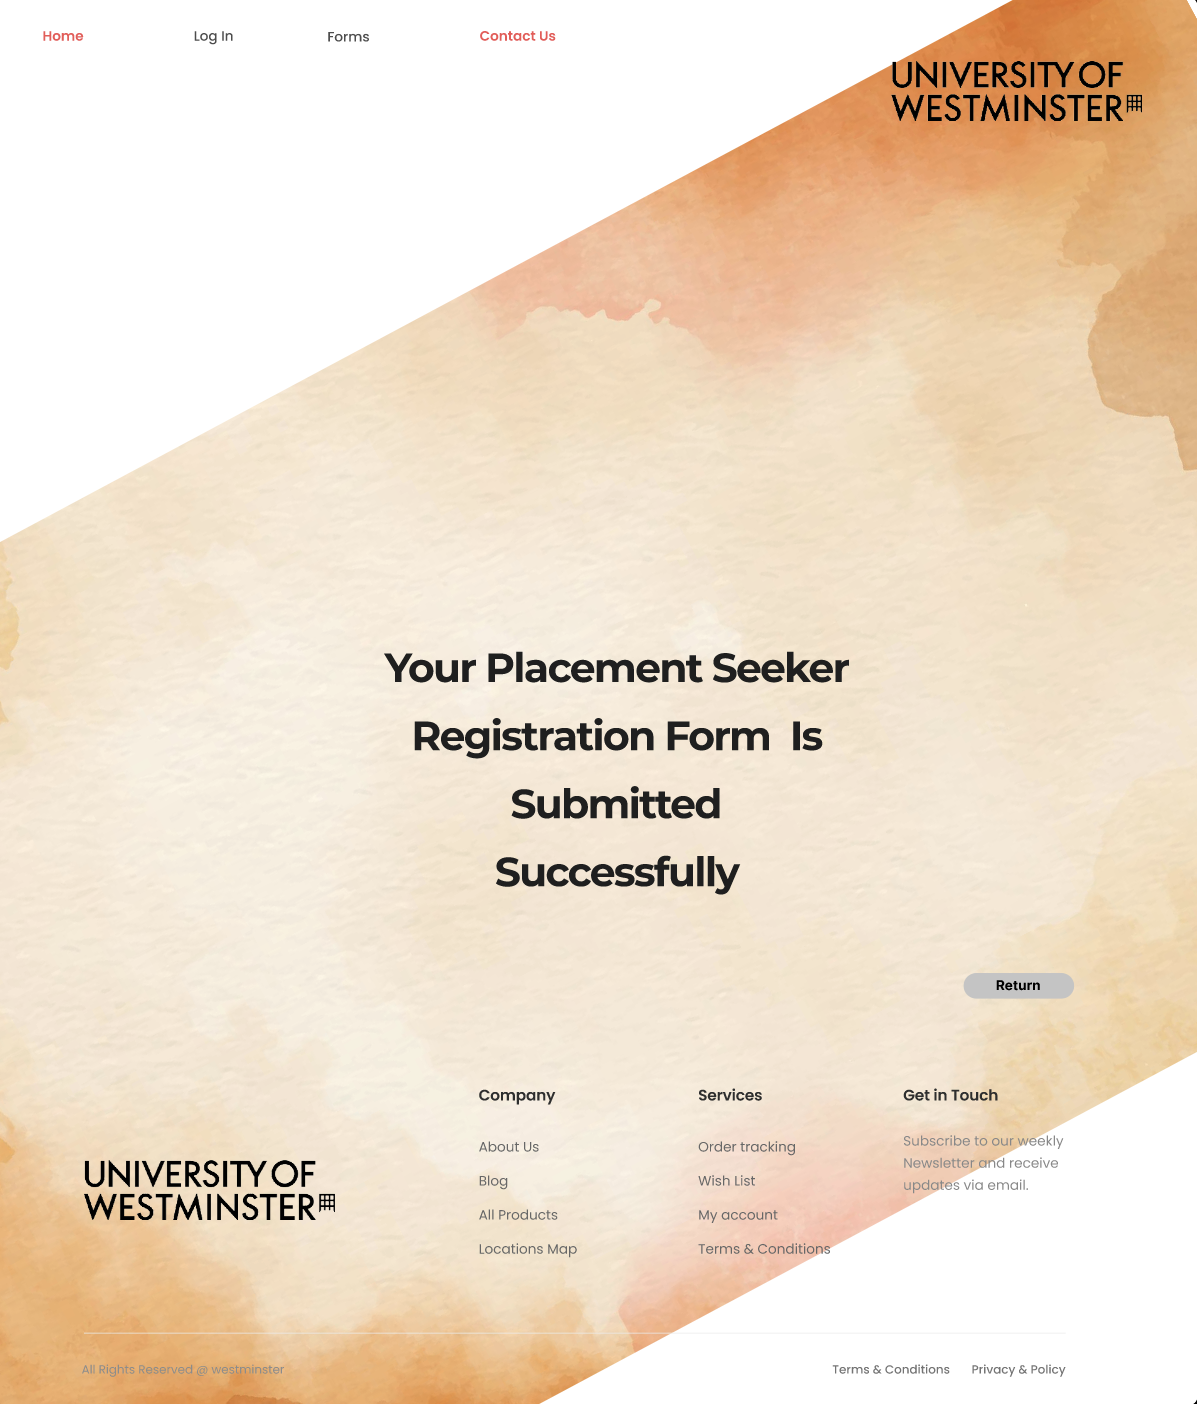 Home
Log In
Forms
Contact Us
UNIVERSITY OF
WESTMINSTER
Your Placement Seeker
Registration Form  Is
Submitted
Successfully
Return
Company
About Us
Blog
All Products
Locations Map
Services
Order tracking
Wish List
My account
Terms & Conditions
Get in Touch
Subscribe to our weekly
Newsletter and receive
updates via email.
UNIVERSITY OF
WESTMINSTER
All Rights Reserved @ westminster
Terms & Conditions
Privacy & Policy